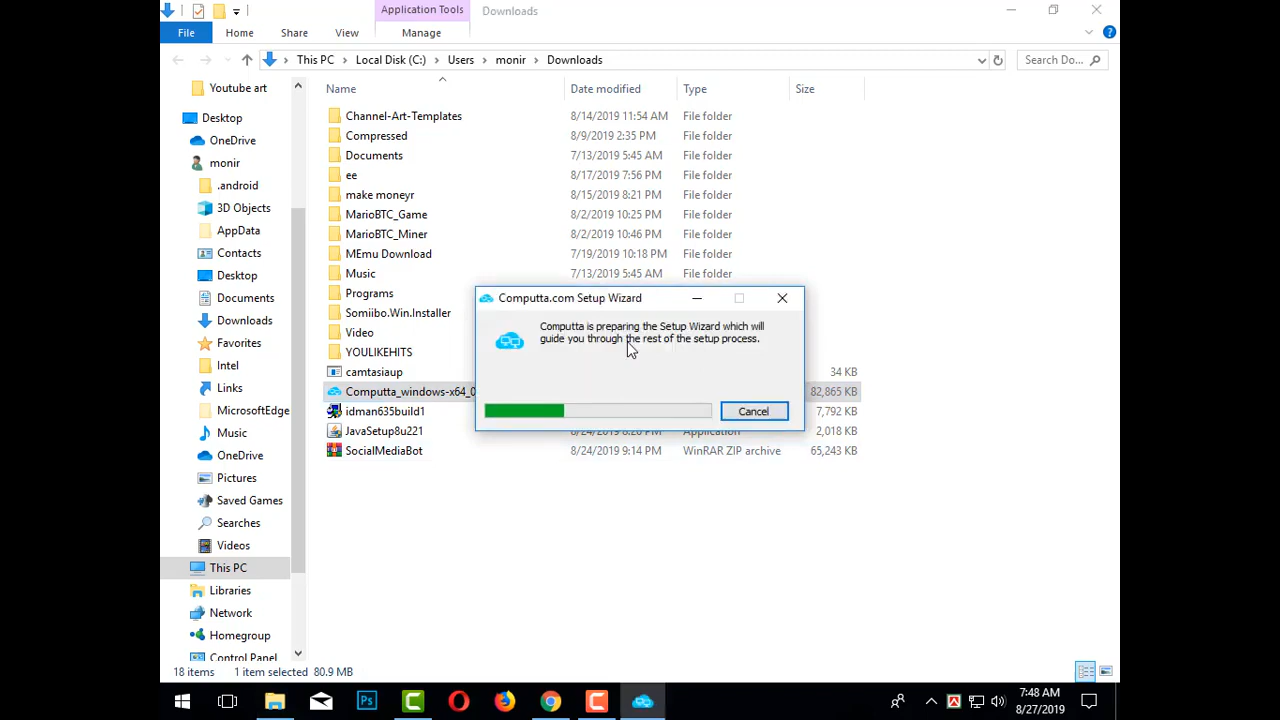 Application Tools
Downloads
File
Home
Share
View
Manage
This PC
Local Disk (C:)
Users
monir
Downloads
Search Do...
Name
Date modified
Type
Size
Youtube art
Desktop
OneDrive
monir
.android
3D Objects
AppData
Contacts
Desktop
Documents
Downloads
Favorites
Intel
Links
MicrosoftEdge
Music
OneDrive
Pictures
Saved Games
Searches
Videos
This PC
Libraries
Network
Homegroup
Control Panel
Channel-Art-Templates 8/14/2019 11:54 AM File folder
Compressed 8/9/2019 2:35 PM File folder
Documents 7/13/2019 5:45 AM File folder
ee 8/17/2019 7:56 PM File folder
make moneyr 8/15/2019 8:21 PM File folder
MarioBTC_Game 8/2/2019 10:25 PM File folder
MarioBTC_Miner 8/2/2019 10:46 PM File folder
MEmu Download 7/19/2019 10:18 PM File folder
Music 7/13/2019 5:45 AM File folder
Programs
Somiibo.Win.Installer
Video
YOULIKEHITS
camtasiaup 34 KB
Computta_windows-x64_0 82,865 KB
idman635build1 7,792 KB
JavaSetup8u221 8/24/2019 8:20 PM Application 2,018 KB
SocialMediaBot 8/24/2019 9:14 PM WinRAR ZIP archive 65,243 KB
Computta.com Setup Wizard
Computta is preparing the Setup Wizard which will
guide you through the rest of the setup process.
Cancel
18 items 1 item selected 80.9 MB
Ps
7:48 AM
8/27/2019